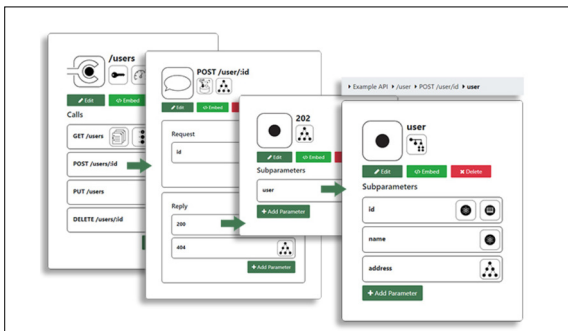 /users
Edit
Embed
Calls
GET /users
POST /users/:id
PUT /users
DELETE /users/:id
POST /user/:id
Edit
Embed
Request
id
Reply
200
404
+ Add Parameter
202
Edit
Embed
Subparameters
user
+ Add Parameter
Example API /user POST /user/id user
user
Edit
Embed
Delete
Subparameters
id
name
address
+ Add Parameter